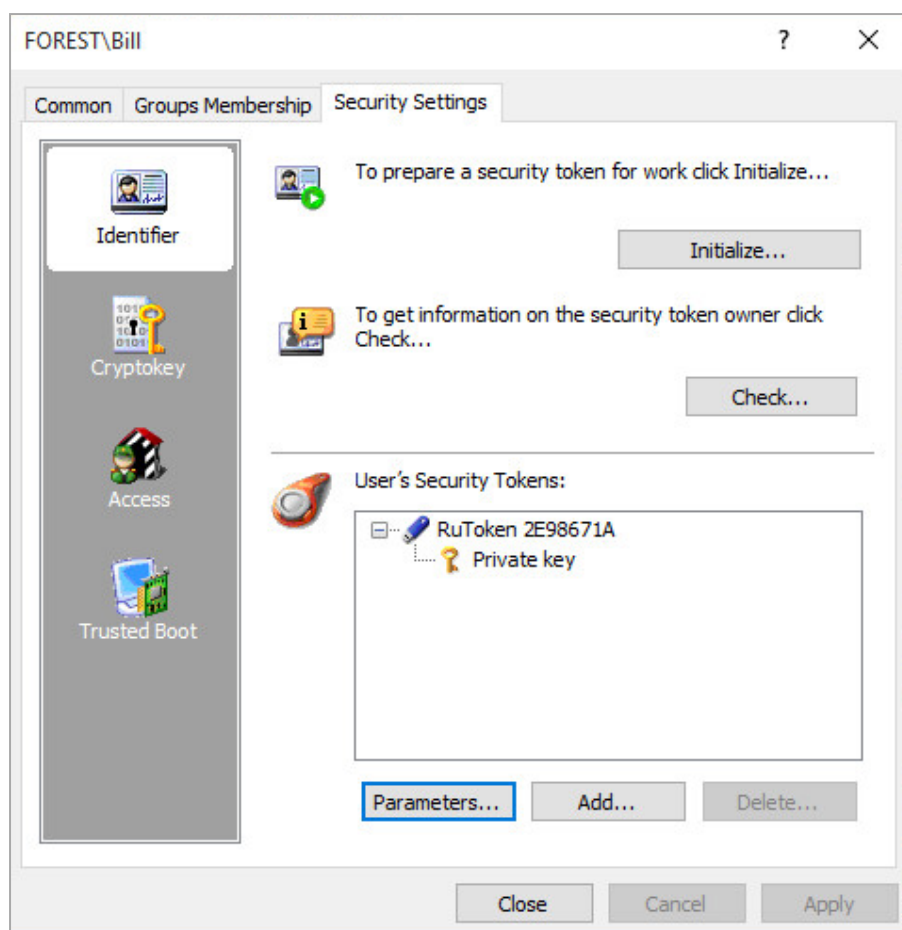 FOREST\Bill
?
Common Groups Membership Security Settings
Identifier
Cryptokey
Access
Trusted Boot
To prepare a security token for work click Initialize...
Initialize...
To get information on the security token owner click
Check...
Check...
User's Security Tokens:
RuToken 2E98671A
Private key
Parameters... Add... Delete...
Close Cancel Apply